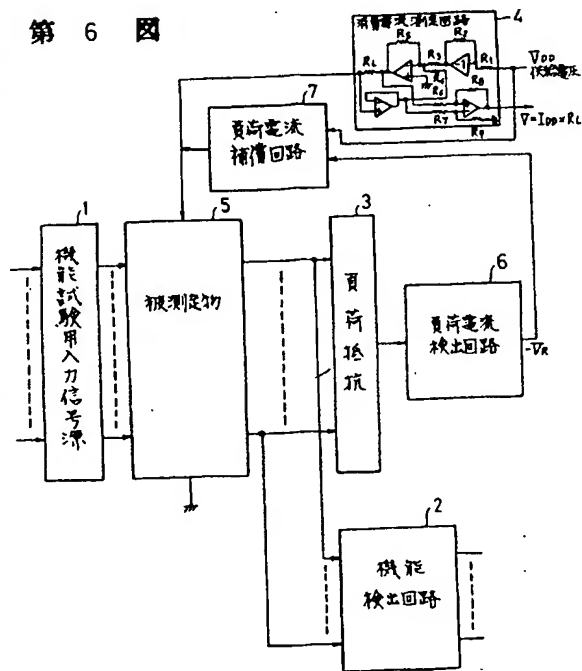 第 6 図
消費電流測定回路
4
R5
R2
RL
R3
-1
R1
VDD
供給電圧
R6
R8
R7
R9
V=IDD×RL
7
負荷電流
補償回路
1
機能試験用入力信号源
5
被測定物
3
負荷抵抗
6
負荷電流
検出回路
-VR
2
機能
検出回路